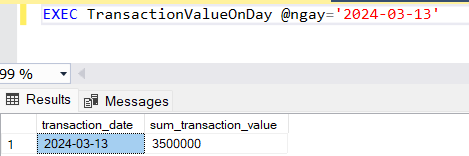 EXEC TransactionValueOnDay @ngay='2024-03-13'
99 %
Results Messages
transaction_date sum_transaction_value
1 2024-03-13 3500000